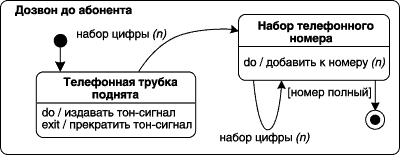 Дозвон до абонента
набор цифры (n)
Телефонная трубка
поднята
do / издавать тон-сигнал
exit / прекратить тон-сигнал
Набор телефонного
номера
do / добавить к номеру (n)
[номер полный]
набор цифры (n)